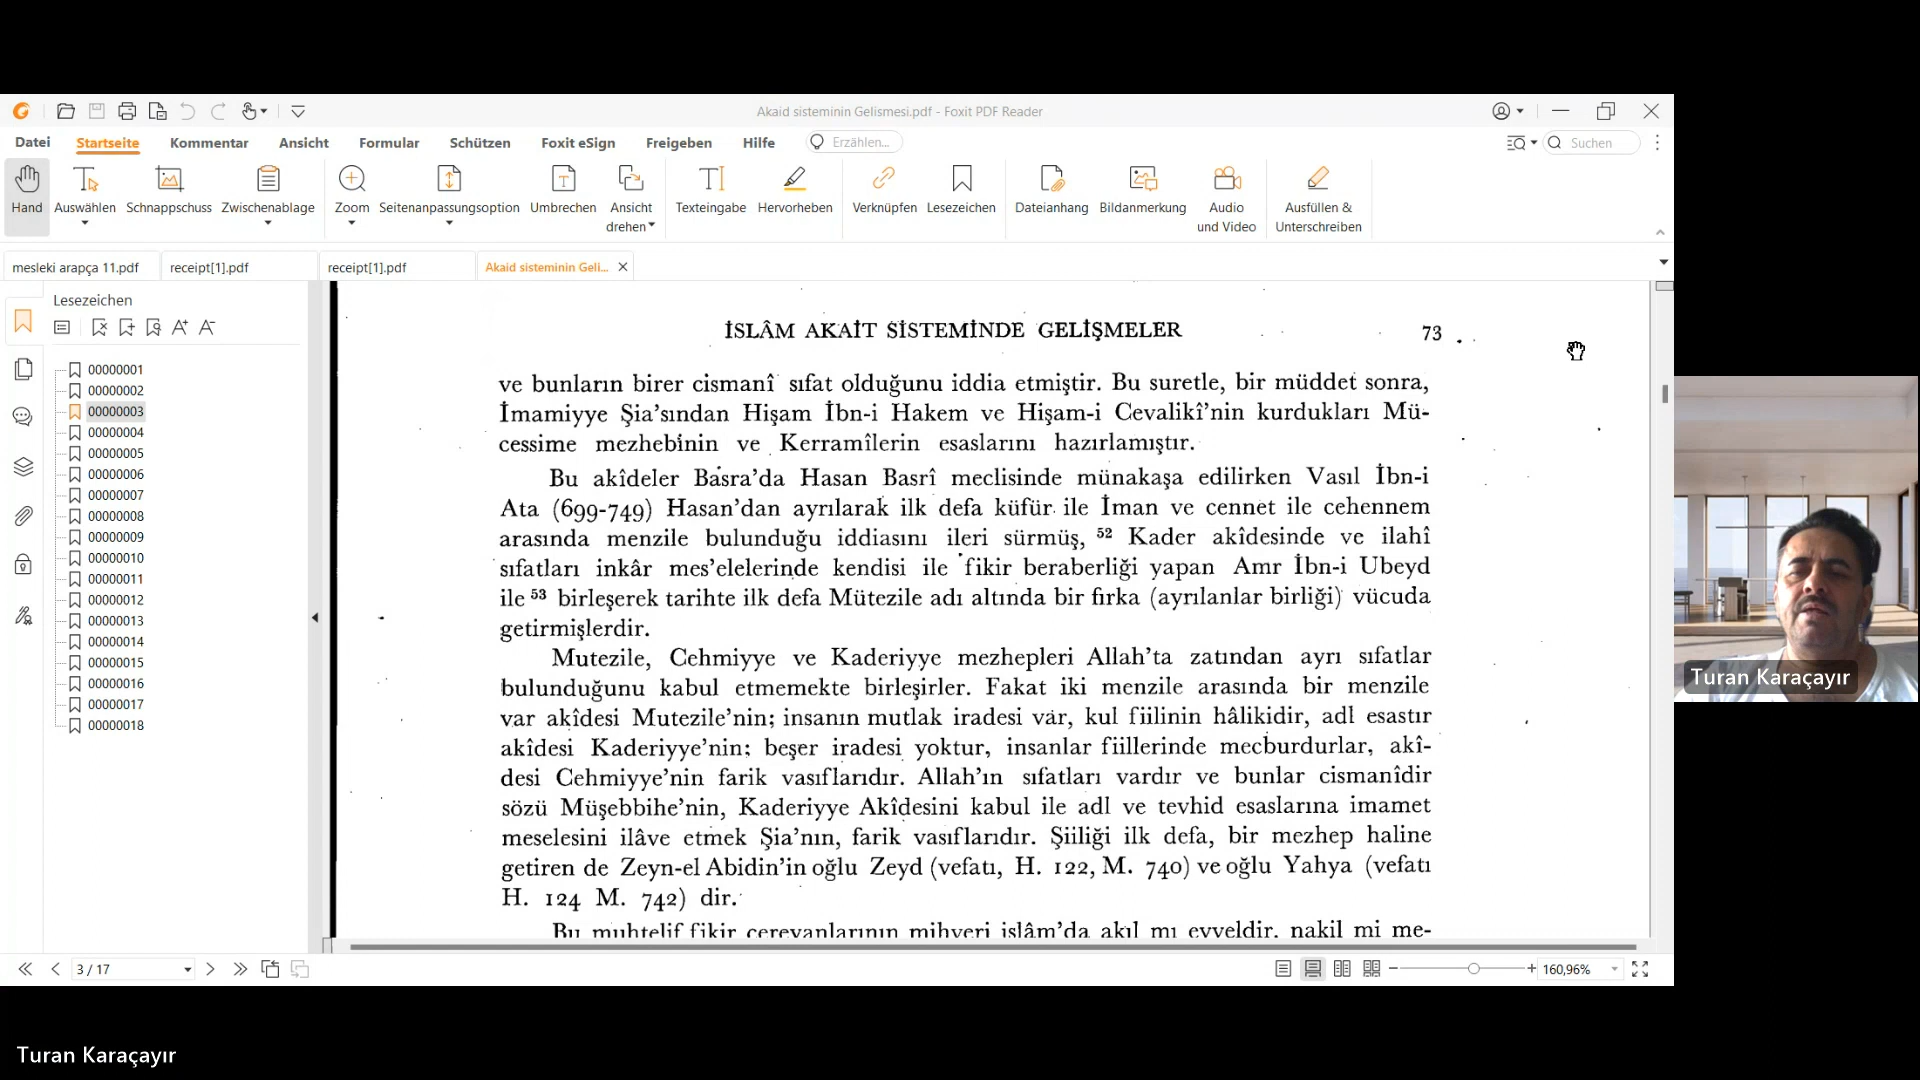 Akaid sisteminin Gelismesi.pdf - Foxit PDF Reader
Datei Startseite Kommentar Ansicht Formular Schützen Foxit eSign Freigeben Hilfe Erzählen... Suchen
Hand Auswählen Schnappschuss Zwischenablage Zoom Seitenanpassungsoption Umbrechen Ansicht drehen Texteingabe Hervorheben Verknüpfen Lesezeichen Dateianhang Bildanmerkung Audio und Video Ausfüllen & Unterschreiben
mesleki arapça 11.pdf receipt[1].pdf receipt[1].pdf Akaid sisteminin Geli...
Lesezeichen
00000001
00000002
00000003
00000004
00000005
00000006
00000007
00000008
00000009
00000010
00000011
00000012
00000013
00000014
00000015
00000016
00000017
00000018
İSLÂM AKAİT SİSTEMİNDE GELİŞMELER 73
ve bunların birer cismanî sıfat olduğunu iddia etmiştir. Bu suretle, bir müddet sonra,
İmamiyye Şia'sından Hişam İbn-i Hakem ve Hişam-i Cevalikî'nin kurdukları Mü-
cessime mezhebinin ve Kerramîlerin esaslarını hazırlamıştır.
Bu akîdeler Basra'da Hasan Basrî meclisinde münakaşa edilirken Vasıl İbn-i
Ata (699-749) Hasan'dan ayrılarak ilk defa küfür ile İman ve cennet ile cehennem
arasında menzile bulunduğu iddiasını ileri sürmüş, 52 Kader akîdesinde ve ilahî
sıfatları inkâr mes'elelerinde kendisi ile fikir beraberliği yapan Amr İbn-i Ubeyd
ile 53 birleşerek tarihte ilk defa Mütezile adı altında bir fırka (ayrılanlar birliği) vücuda
getirmişlerdir.
Mutezile, Cehmiyye ve Kaderiyye mezhepleri Allah'ta zatından ayrı sıfatlar
bulunduğunu kabul etmemekte birleşirler. Fakat iki menzile arasında bir menzile
var akîdesi Mutezile'nin; insanın mutlak iradesi var, kul fiilinin hâlikidir, adl esastır
akîdesi Kaderiyye'nin; beşer iradesi yoktur, insanlar fiillerinde mecburdurlar, akî-
desi Cehmiyye'nin farik vasıflarıdır. Allah'ın sıfatları vardır ve bunlar cismanîdir
sözü Müşebbihe'nin, Kaderiyye Akîdesini kabul ile adl ve tevhid esaslarına imamet
meselesini ilâve etmek Şia'nın, farik vasıflarıdır. Şiiliği ilk defa, bir mezhep haline
getiren de Zeyn-el Abidin'in oğlu Zeyd (vefatı, H. 122, M. 740) ve oğlu Yahya (vefatı
H. 124 M. 742) dir.
Bu muhtelif fikir cereyanlarının mihveri islâm'da akıl mı evveldir, nakil mi me-
3 / 17 160,96%
Turan Karaçayır
Turan Karaçayır